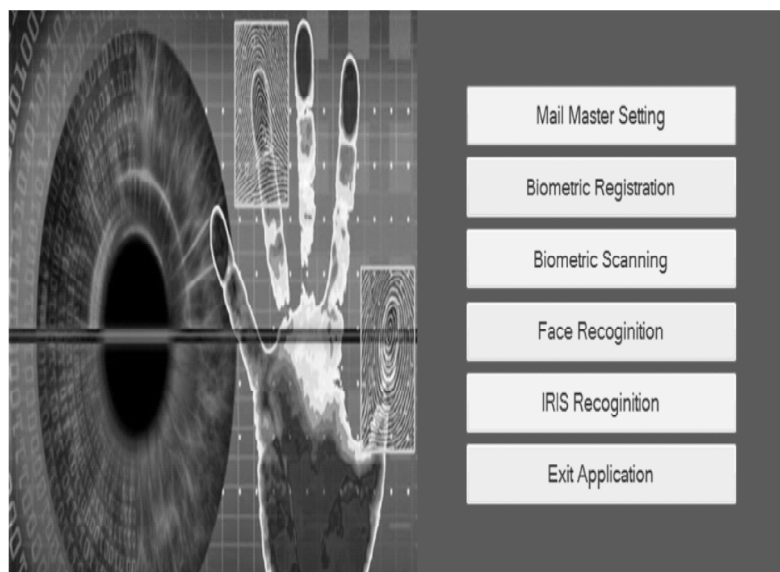 Mail Master Setting
Biometric Registration
Biometric Scanning
Face Recoginition
IRIS Recoginition
Exit Application